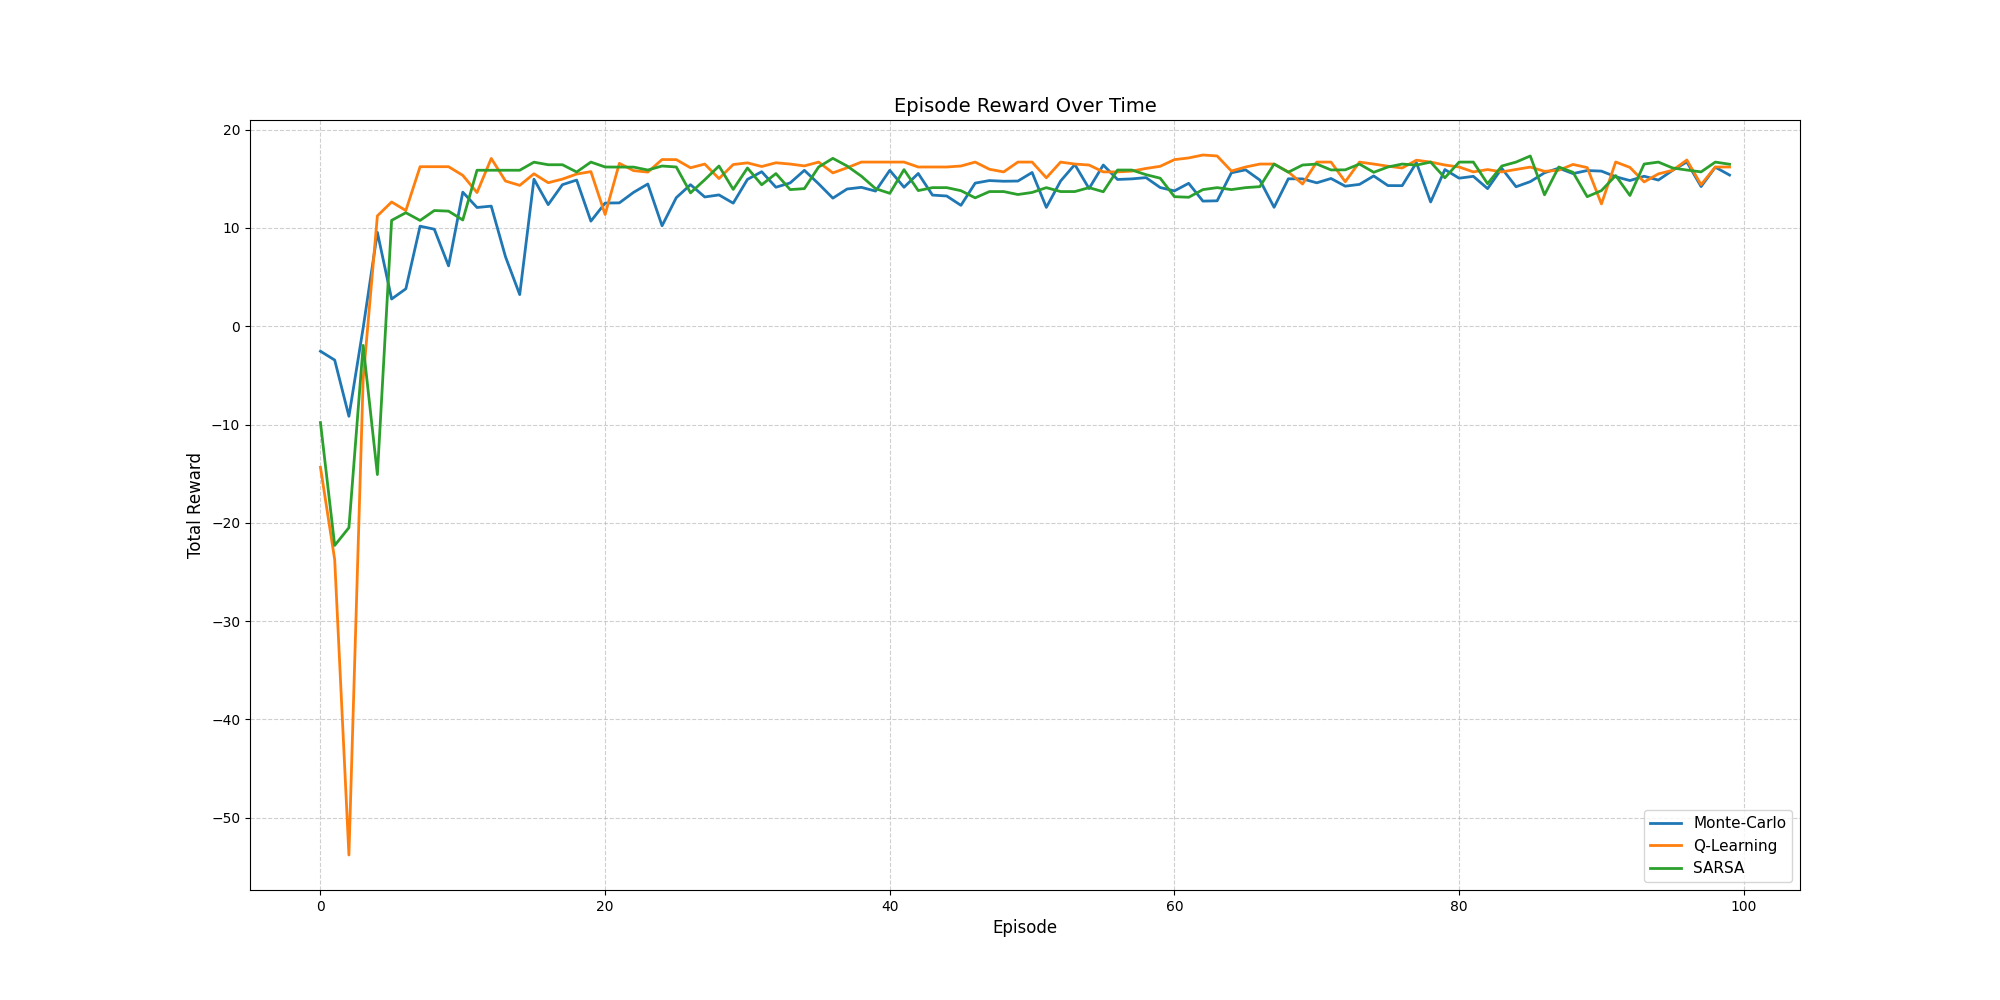 Episode Reward Over Time
Total Reward
20
10
0
−10
−20
−30
−40
−50
0
20
40
60
80
100
Episode
Monte-Carlo
Q-Learning
SARSA